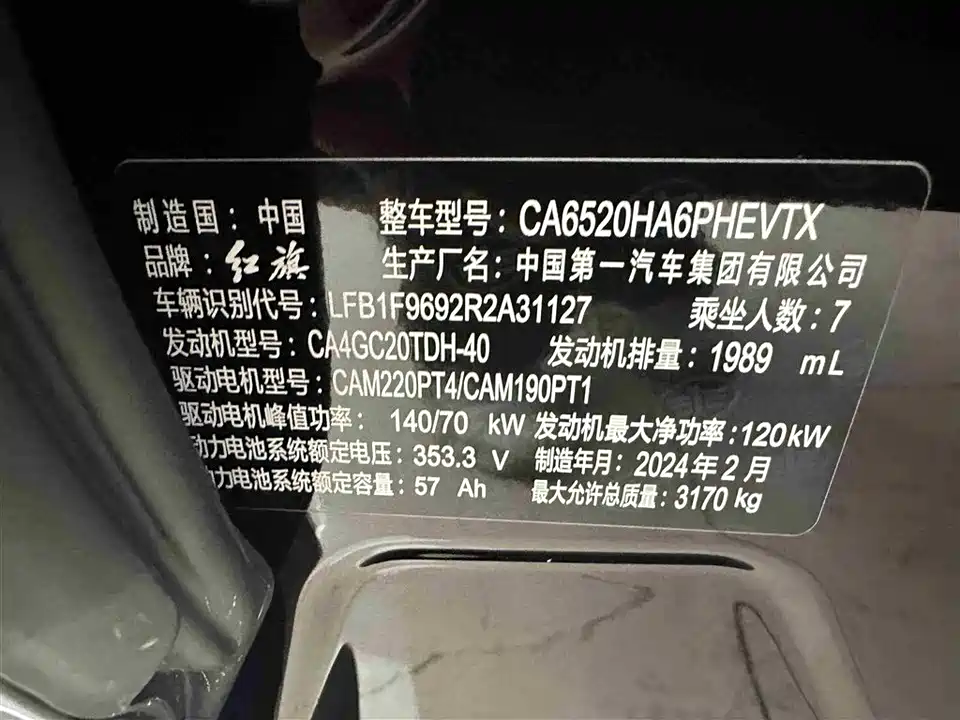 制造国：中国 整车型号：CA6520HA6PHEVTX
品牌：红旗 生产厂名：中国第一汽车集团有限公司
车辆识别代号：LFB1F9692R2A31127 乘坐人数：7
发动机型号：CA4GC20TDH-40 发动机排量：1989 mL
驱动电机型号：CAM220PT4/CAM190PT1
驱动电机峰值功率：140/70 kW 发动机最大净功率：120kW
动力电池系统额定电压：353.3 V 制造年月：2024年2月
动力电池系统额定容量：57 Ah 最大允许总质量：3170 kg